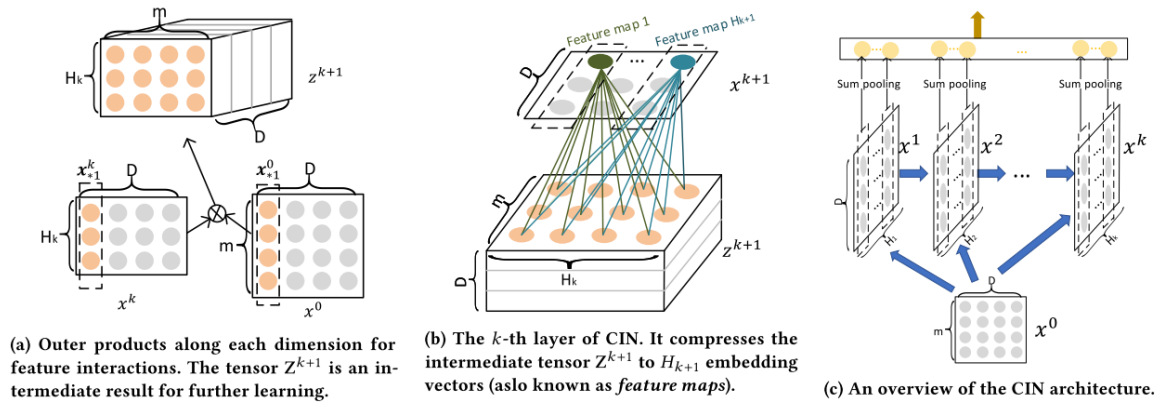 m
H_k
z^{k+1}
D
x^k_{*1}
D
x^0_{*1}
D
H_k
m
x^k
x^0
(a) Outer products along each dimension for
feature interactions. The tensor Z^{k+1} is an in-
termediate result for further learning.
Feature map 1
Feature map H_{k+1}
D
...
x^{k+1}
m
z^{k+1}
D
H_k
(b) The k-th layer of CIN. It compresses the
intermediate tensor Z^{k+1} to H_{k+1} embedding
vectors (aslo known as feature maps).
...
Sum pooling
Sum pooling
Sum pooling
x^1
x^2
x^k
D
...
H_1
H_2
H_k
D
m
x^0
(c) An overview of the CIN architecture.